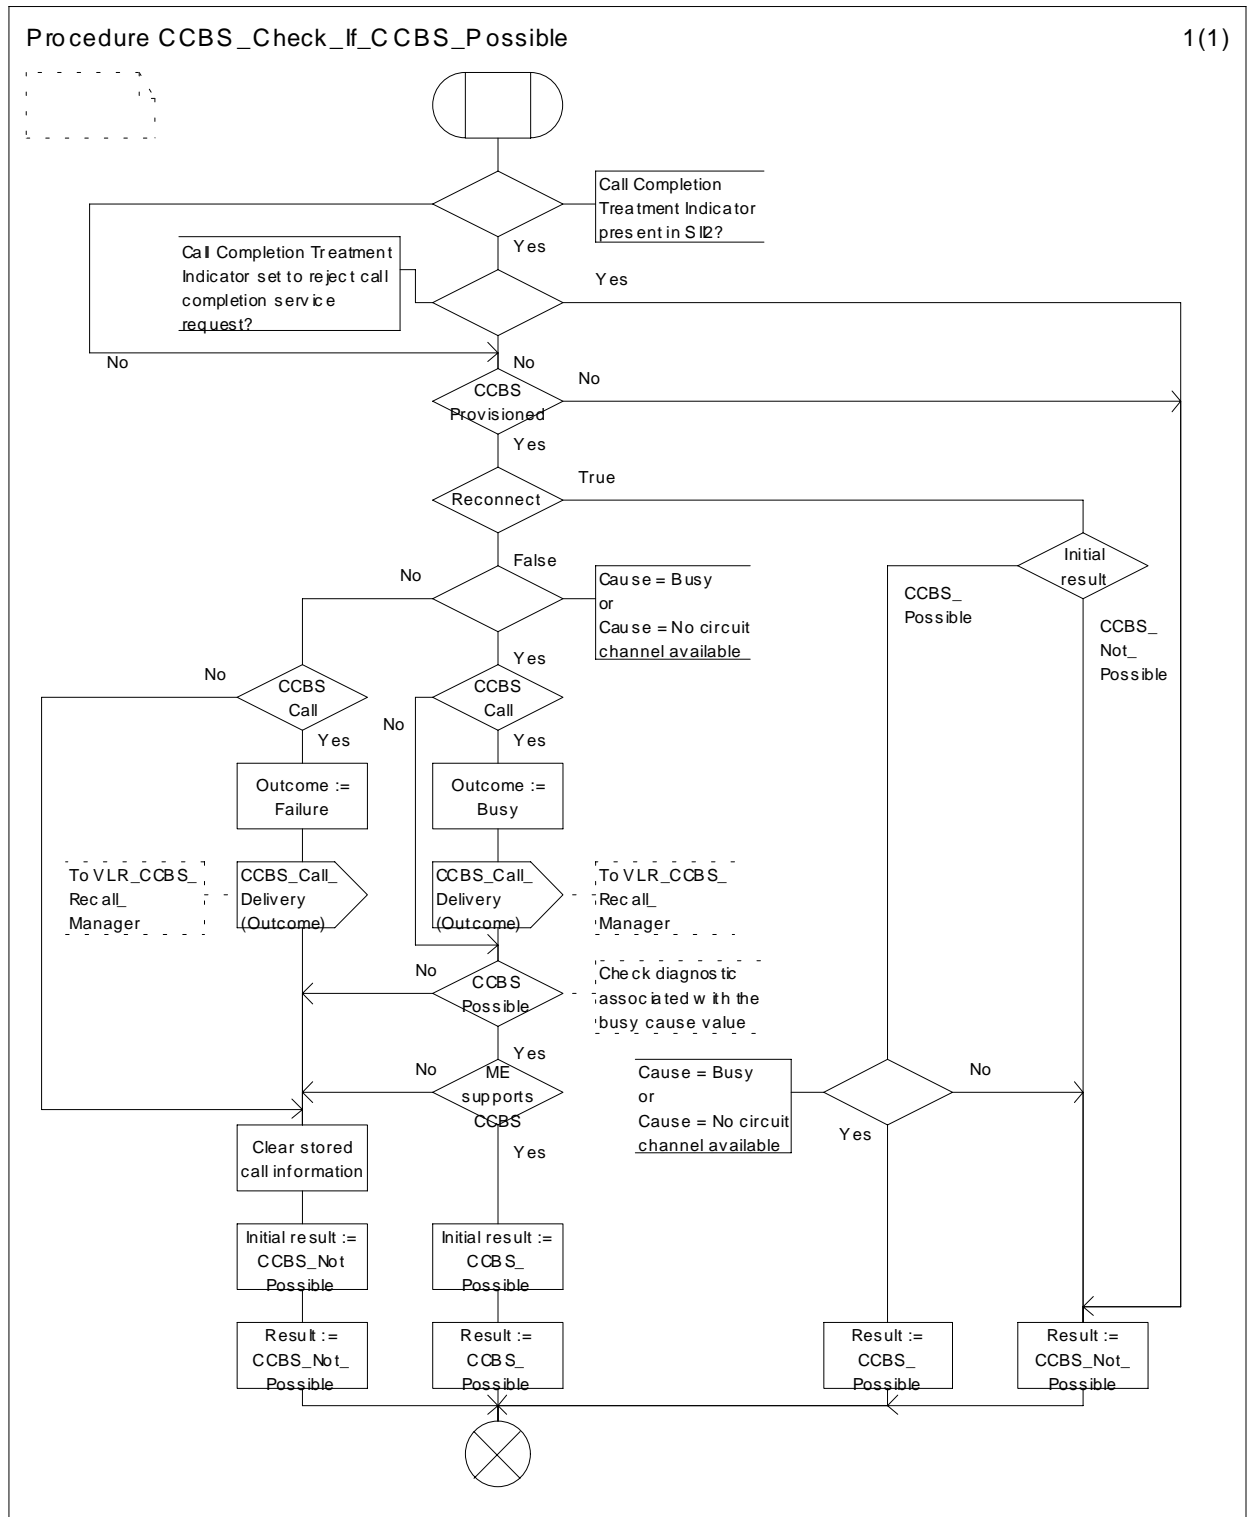 Procedure CCBS_Check_If_CCBS_Possible
1(1)
Call Completion
Treatment Indicator
present in SII2?
Yes
Call Completion Treatment
Indicator set to reject call
completion service
request?
Yes
No
No
CCBS
Provisioned
No
Yes
Reconnect
True
False
Initial
result
CCBS_
Possible
CCBS_
Not_
Possible
No
Cause = Busy
or
Cause = No circuit
channel available
Yes
No
CCBS
Call
Yes
No
CCBS
Call
Yes
Outcome :=
Failure
Outcome :=
Busy
To VLR_CCBS_
Recall_
Manager
CCBS_Call_
Delivery
(Outcome)
CCBS_Call_
Delivery
(Outcome)
To VLR_CCBS_
Recall_
Manager
No
CCBS
Possible
Check diagnostic
associated with the
busy cause value
Yes
No
ME
supports
CCBS
Yes
Cause = Busy
or
Cause = No circuit
channel available
No
Yes
Clear stored
call information
Initial result :=
CCBS_Not
Possible
Initial result :=
CCBS_
Possible
Result :=
CCBS_Not_
Possible
Result :=
CCBS_
Possible
Result :=
CCBS_
Possible
Result :=
CCBS_Not_
Possible